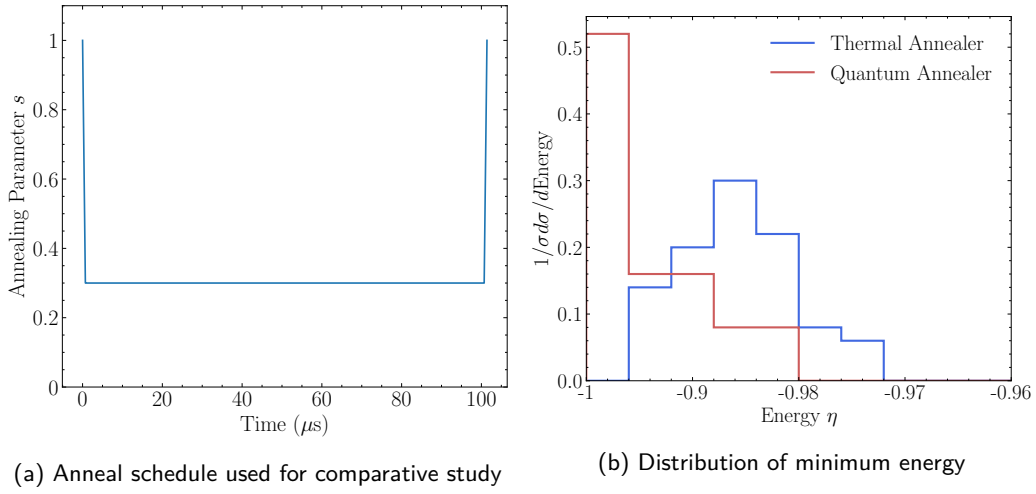 Annealing Parameter s
1
0.8
0.6
0.4
0.2
0
0 20 40 60 80 100
Time (μs)
(a) Anneal schedule used for comparative study
1/σdσ/dEnergy
0.5
0.4
0.3
0.2
0.1
0.0
Thermal Annealer
Quantum Annealer
-1 -0.9 -0.98 -0.97 -0.96
Energy η
(b) Distribution of minimum energy